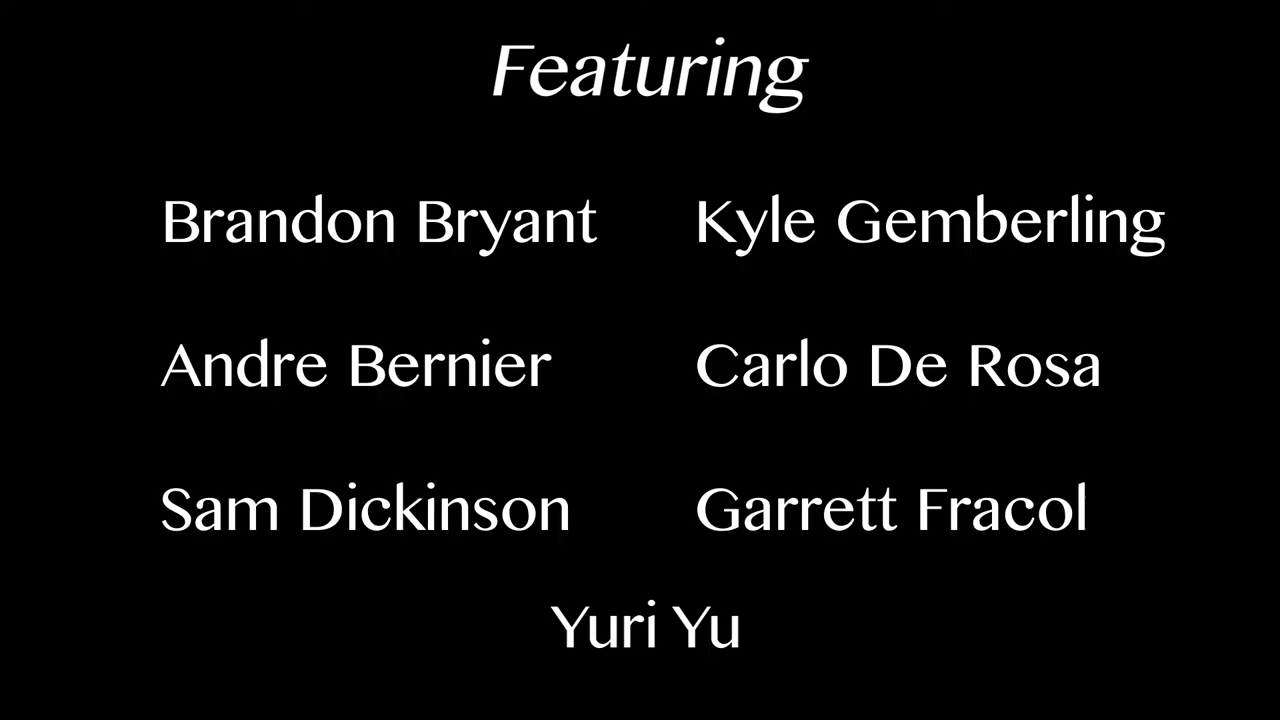 Featuring
Brandon Bryant Kyle Gemberling
Andre Bernier Carlo De Rosa
Sam Dickinson Garrett Fracol
Yuri Yu